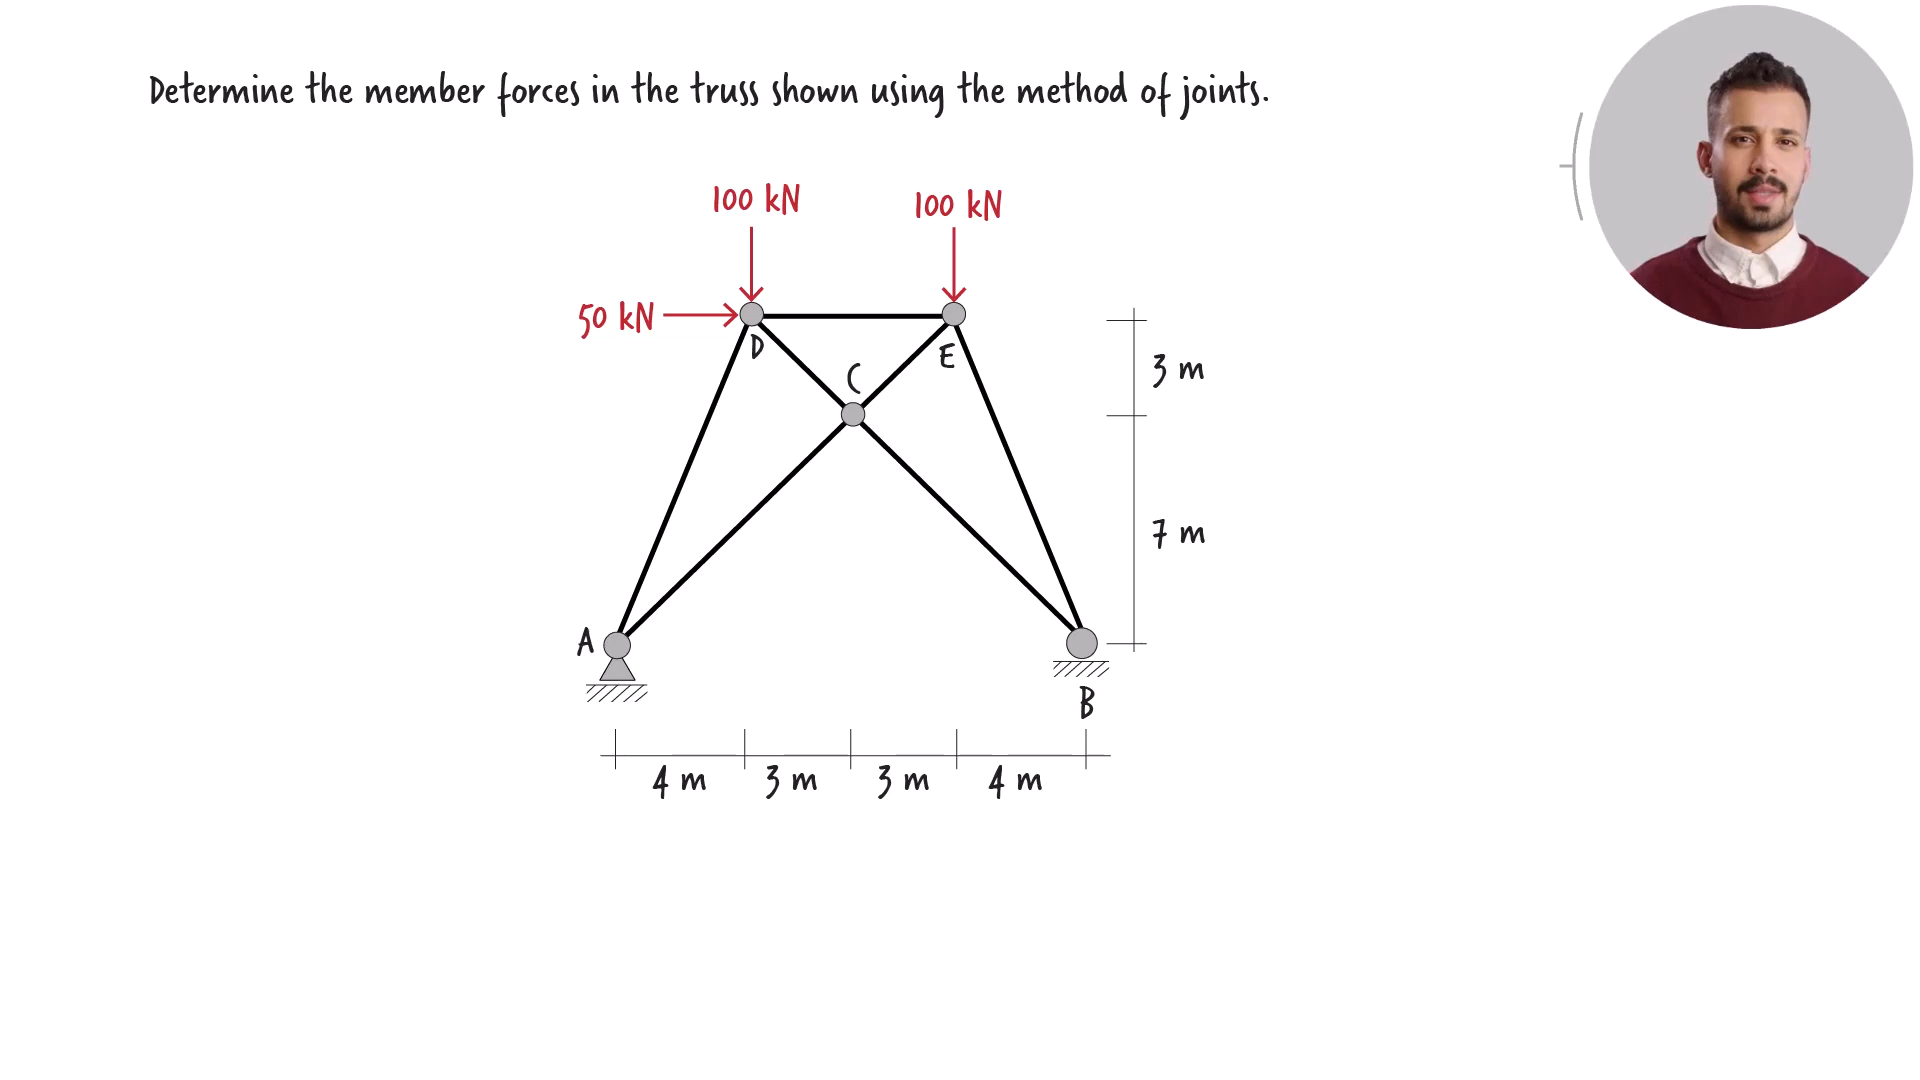 Determine the member forces in the truss shown using the method of joints.
100 kN
100 kN
50 kN
D
E
C
3 m
7 m
A
B
4 m
3 m
3 m
4 m